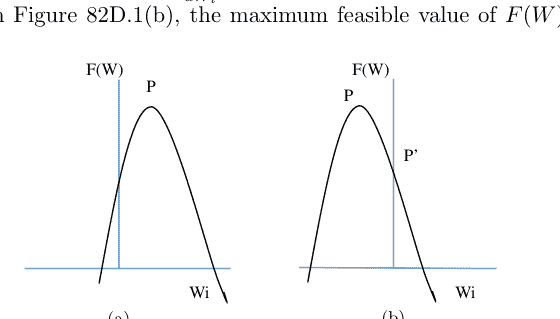 n Figure 82D.1(b), the maximum feasible value of F(W)
F(W)
F(W)
P
P
P'
Wi
Wi
(a)
(b)